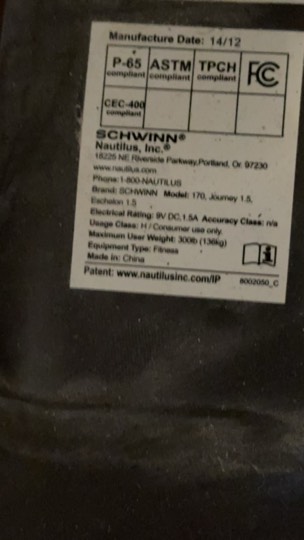 Manufacture Date: 14/12
P-65 ASTM TPCH FC
compliant compliant compliant
CEC-400
compliant
SCHWINN®
Nautilus, Inc.®
18225 NE Riverside Parkway,Portland, Or. 97230
www.nautilus.com
Phone:1-800-NAUTILUS
Brand: SCHWINN Model: 170, Journey 1.5,
Echelon 1.5
Electrical Rating: 9V DC,1.5A Accuracy Class: n/a
Usage Class: H / Consumer use only
Maximum User Weight: 300lb (136kg)
Equipment Type: Fitness
Made in: China
Patent: www.nautilusinc.com/IP 8002050_C